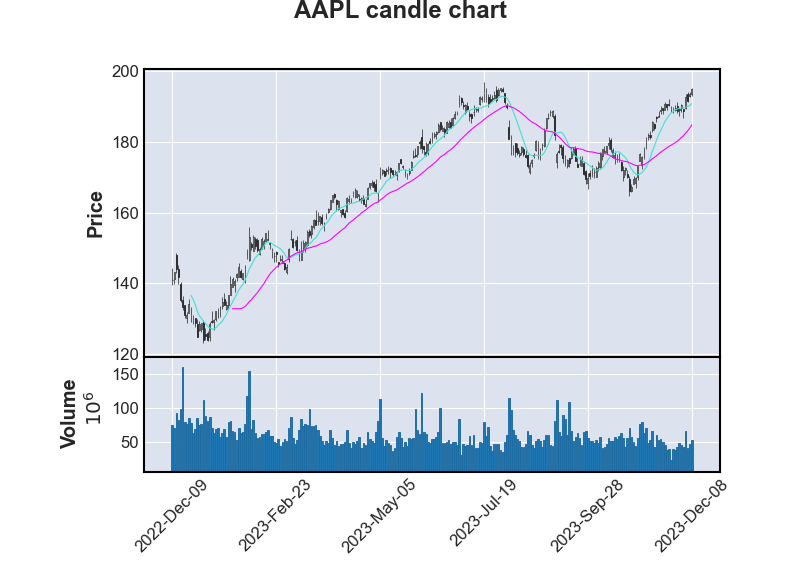 AAPL candle chart
200
180
160
140
120
Price
150
100
50
Volume
10^6
2022-Dec-09
2023-Feb-23
2023-May-05
2023-Jul-19
2023-Sep-28
2023-Dec-08